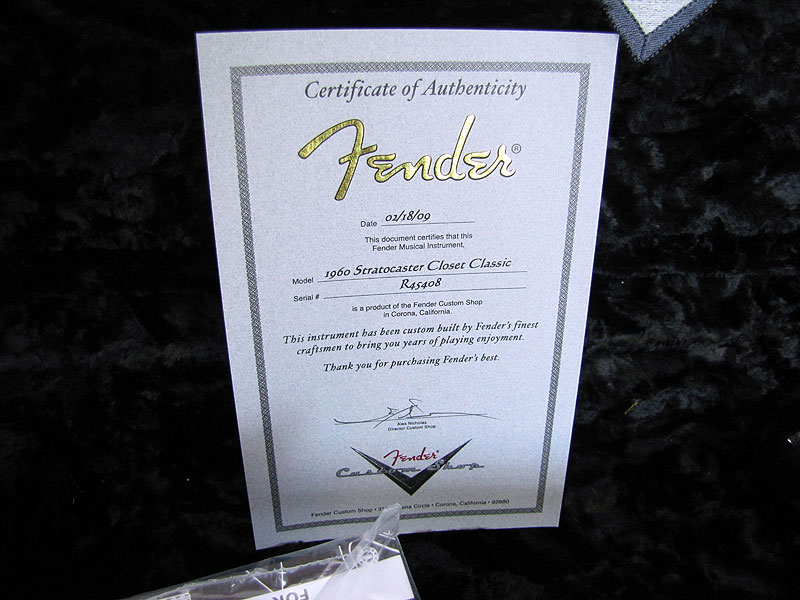 Certificate of Authenticity
Fender®
Date 02/18/09
This document certifies that this
Fender Musical Instrument,
Model 1960 Stratocaster Closet Classic
Serial # R45408
is a product of the Fender Custom Shop
in Corona, California.
This instrument has been custom built by Fender's finest
craftsmen to bring you years of playing enjoyment.
Thank you for purchasing Fender's best.
Alex Nicholas
Director Custom Shop
Fender®
Custom Shop
Fender Custom Shop • Circle • Corona, California • 92880
FOR